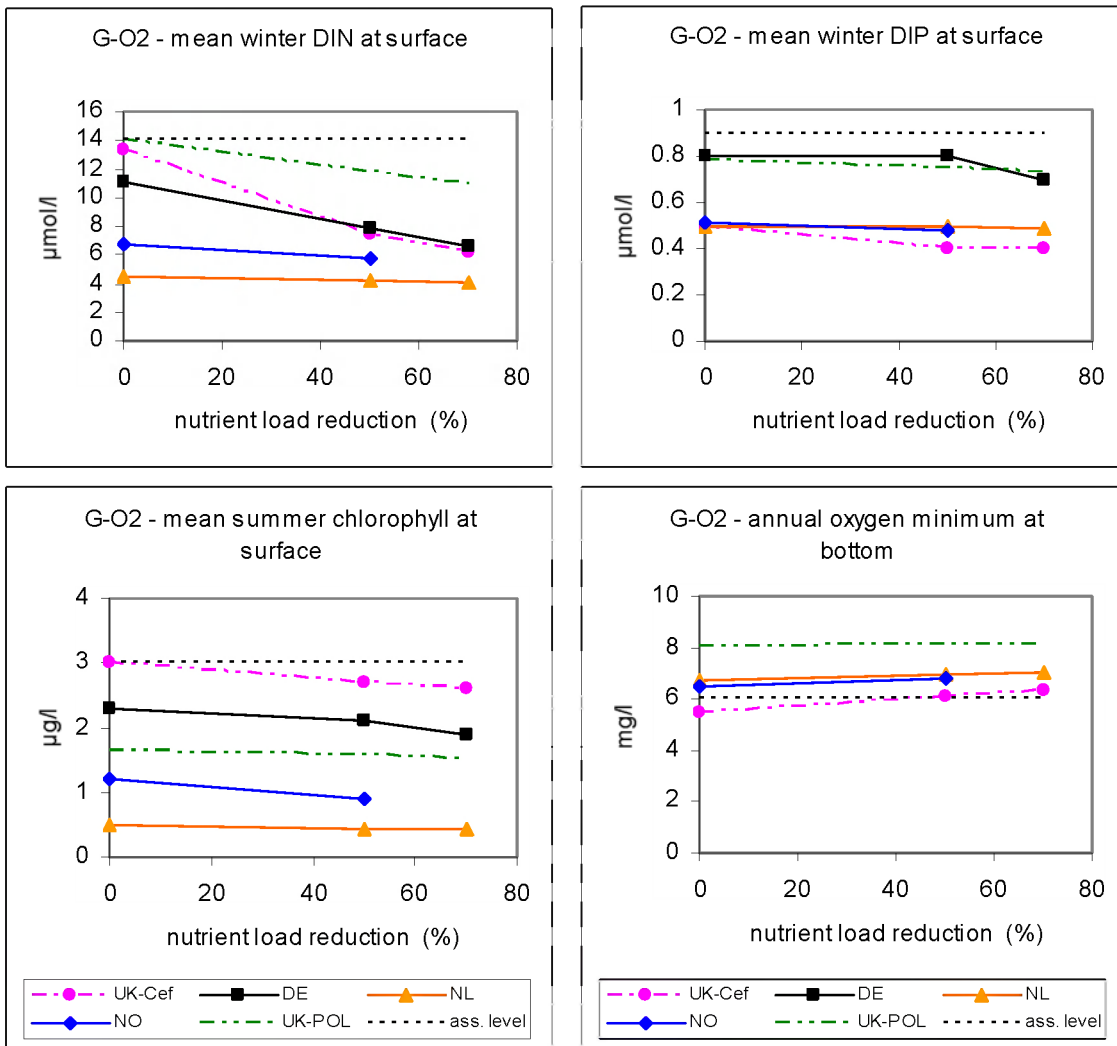 G-O2 - mean winter DIN at surface
16
14
12
10
8
6
4
2
0
µmol/l
0 20 40 60 80
nutrient load reduction (%)
G-O2 - mean winter DIP at surface
1
0.8
0.6
0.4
0.2
0
µmol/l
0 20 40 60 80
nutrient load reduction (%)
G-O2 - mean summer chlorophyll at
surface
4
3
2
1
0
µg/l
0 20 40 60 80
nutrient load reduction (%)
UK-Cef DE NL
NO UK-POL ass. level
G-O2 - annual oxygen minimum at
bottom
10
8
6
4
2
0
mg/l
0 20 40 60 80
nutrient load reduction (%)
UK-Cef DE NL
NO UK-POL ass. level